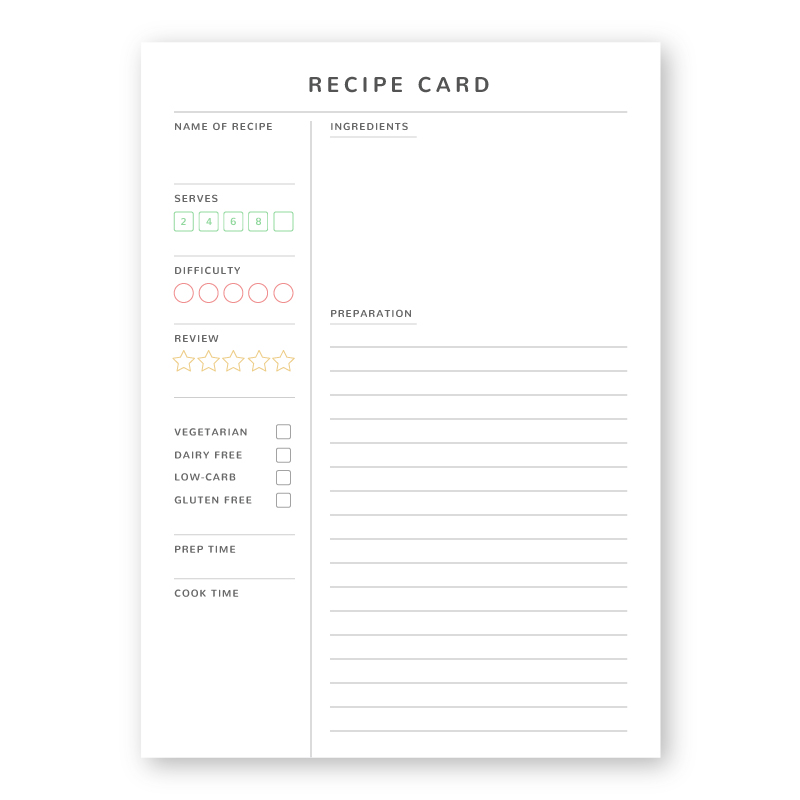 RECIPE CARD
NAME OF RECIPE
SERVES
2 4 6 8
DIFFICULTY
REVIEW
VEGETARIAN
DAIRY FREE
LOW-CARB
GLUTEN FREE
PREP TIME
COOK TIME
INGREDIENTS
PREPARATION